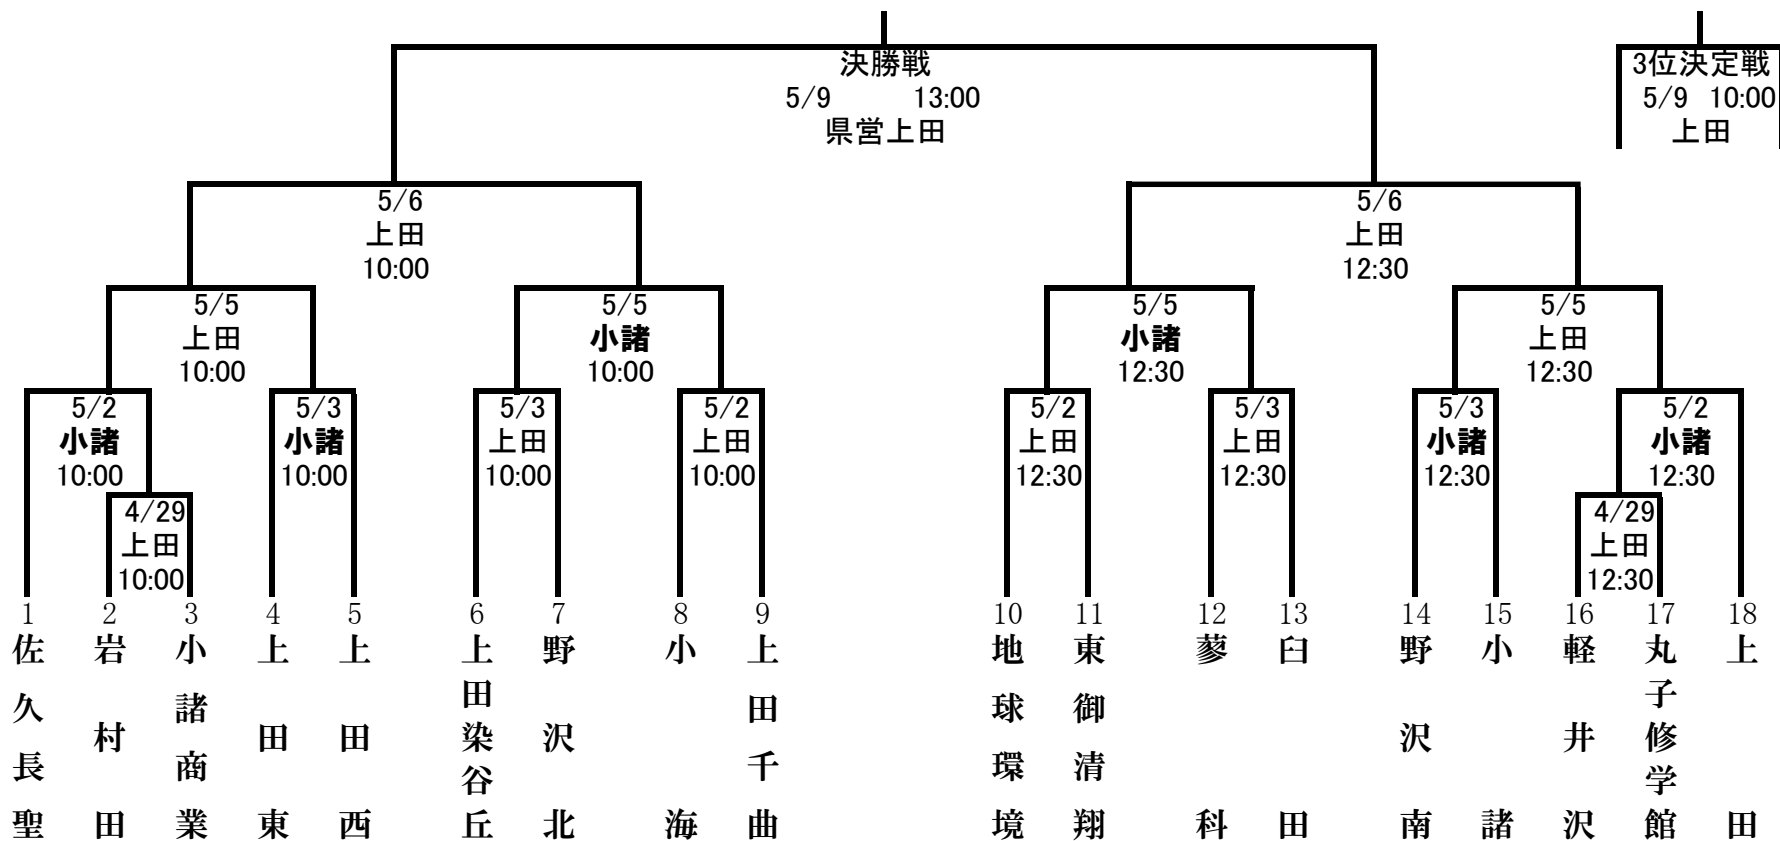 決勝戦
5/9 13:00
県営上田
3位決定戦
5/9 10:00
上田
5/6
上田
10:00
5/6
上田
12:30
5/5
上田
10:00
5/5
小諸
10:00
5/5
小諸
12:30
5/5
上田
12:30
5/2
小諸
10:00
5/3
小諸
10:00
5/3
上田
10:00
5/2
上田
10:00
5/2
上田
12:30
5/3
上田
12:30
5/3
小諸
12:30
5/2
小諸
12:30
4/29
上田
10:00
4/29
上田
12:30
1
佐久長聖
2
岩村田
3
小諸商業
4
上田東
5
上田西
6
上田染谷丘
7
野沢北
8
小海
9
上田千曲
10
地球環境
11
東御清翔
12
蓼科
13
臼田
14
野沢南
15
小諸
16
軽井沢
17
丸子修学館
18
上田